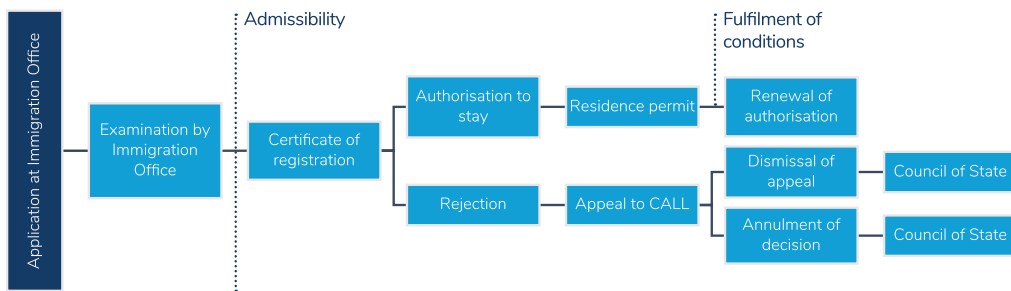 Application at Immigration Office
Admissibility
Fulfilment of
conditions
Examination by
Immigration
Office
Certificate of
registration
Authorisation to
stay
Residence permit
Renewal of
authorisation
Rejection
Appeal to CALL
Dismissal of
appeal
Council of State
Annulment of
decision
Council of State